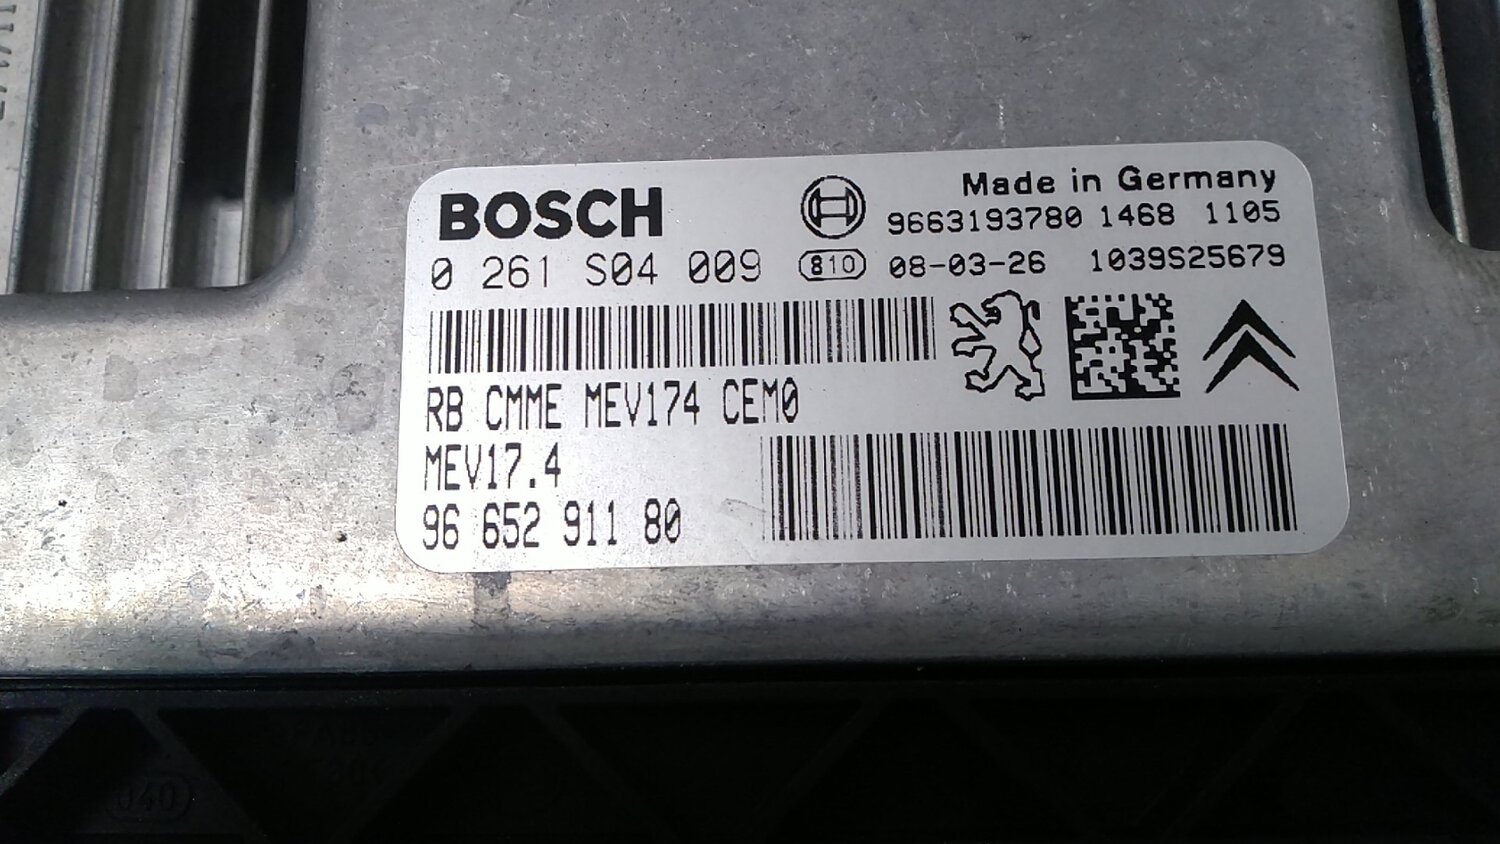 BOSCH
Made in Germany
9663193780 1468 1105
0 261 S04 009 810 08-03-26 1039S25679
RB CMME MEV174 CEM0
MEV17.4
96 652 911 80
040